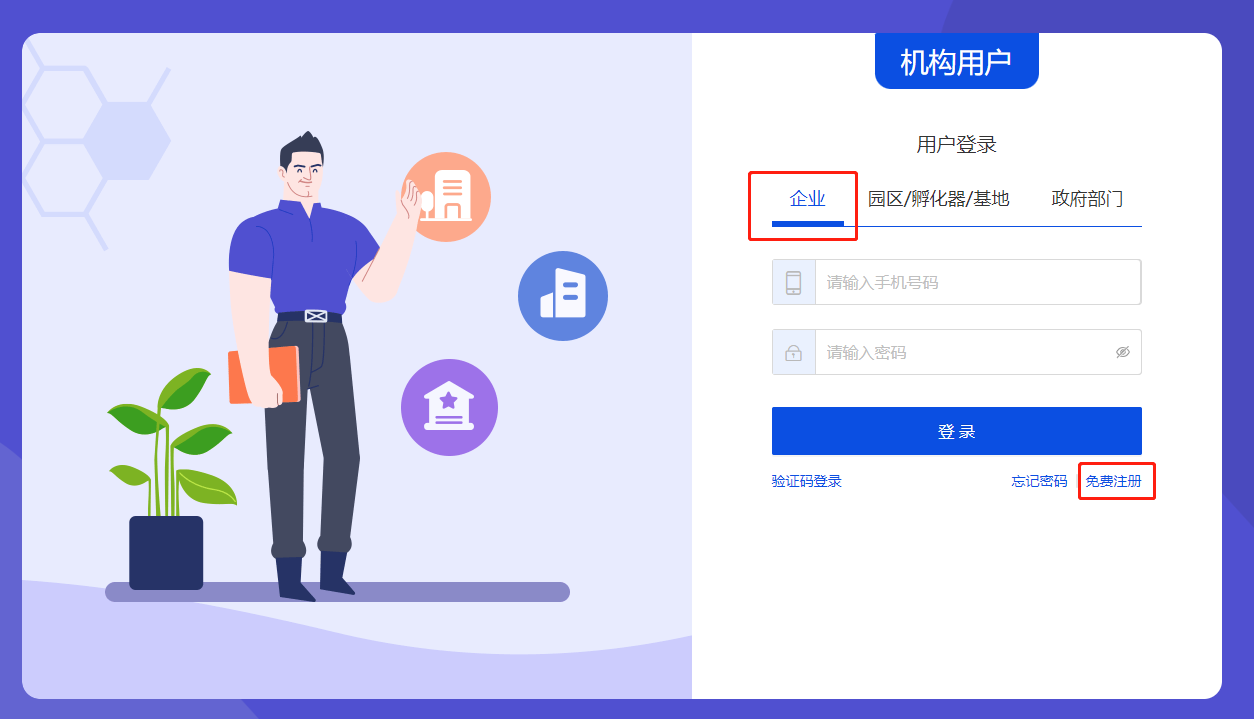 机构用户
用户登录
企业 园区/孵化器/基地 政府部门
请输入手机号码
请输入密码
登 录
验证码登录 忘记密码 免费注册